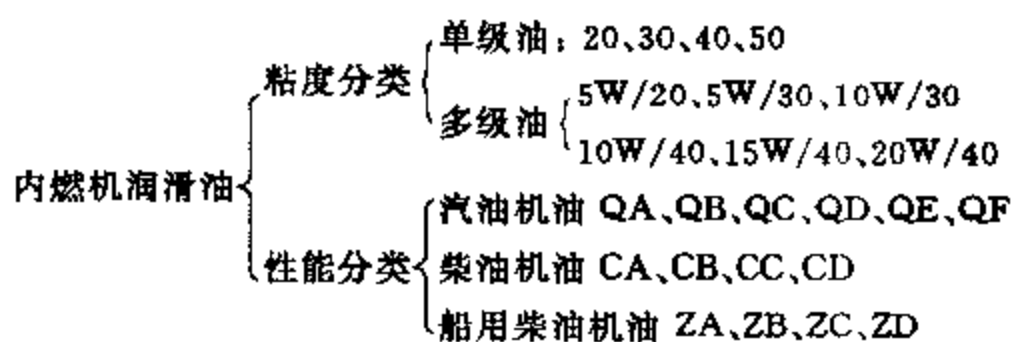 单级油：20、30、40、50
粘度分类
5W/20、5W/30、10W/30
多级油
10W/40、15W/40、20W/40
内燃机润滑油
汽油机油 QA、QB、QC、QD、QE、QF
性能分类
柴油机油 CA、CB、CC、CD
船用柴油机油 ZA、ZB、ZC、ZD